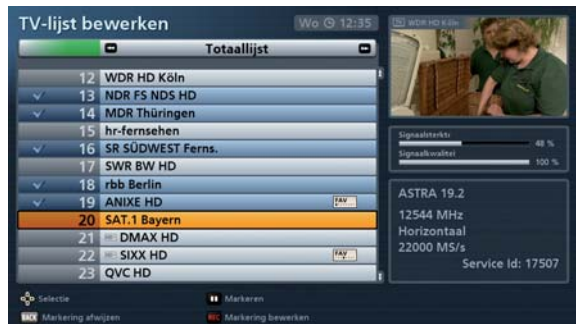 TV-lijst bewerken
Wo 12:35
WDR HD Köln
Totaallijst
12 WDR HD Köln
13 NDR FS NDS HD
14 MDR Thüringen
15 hr-fernsehen
16 SR SÜDWEST Ferns.
17 SWR BW HD
18 rbb Berlin
19 ANIXE HD FAV
20 SAT.1 Bayern
21 DMAX HD
22 SIXX HD FAV
23 QVC HD
Signaalsterkte
48 %
Signaalkwaliteit
100 %
ASTRA 19.2
12544 MHz
Horizontaal
22000 MS/s
Service Id: 17507
Selectie
Markeren
BACK Markering afwijzen
REC Markering bewerken